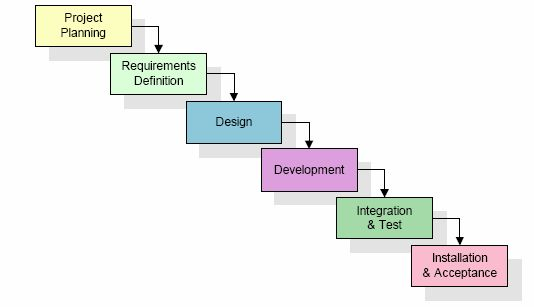 Project
Planning
Requirements
Definition
Design
Development
Integration
& Test
Installation
& Acceptance